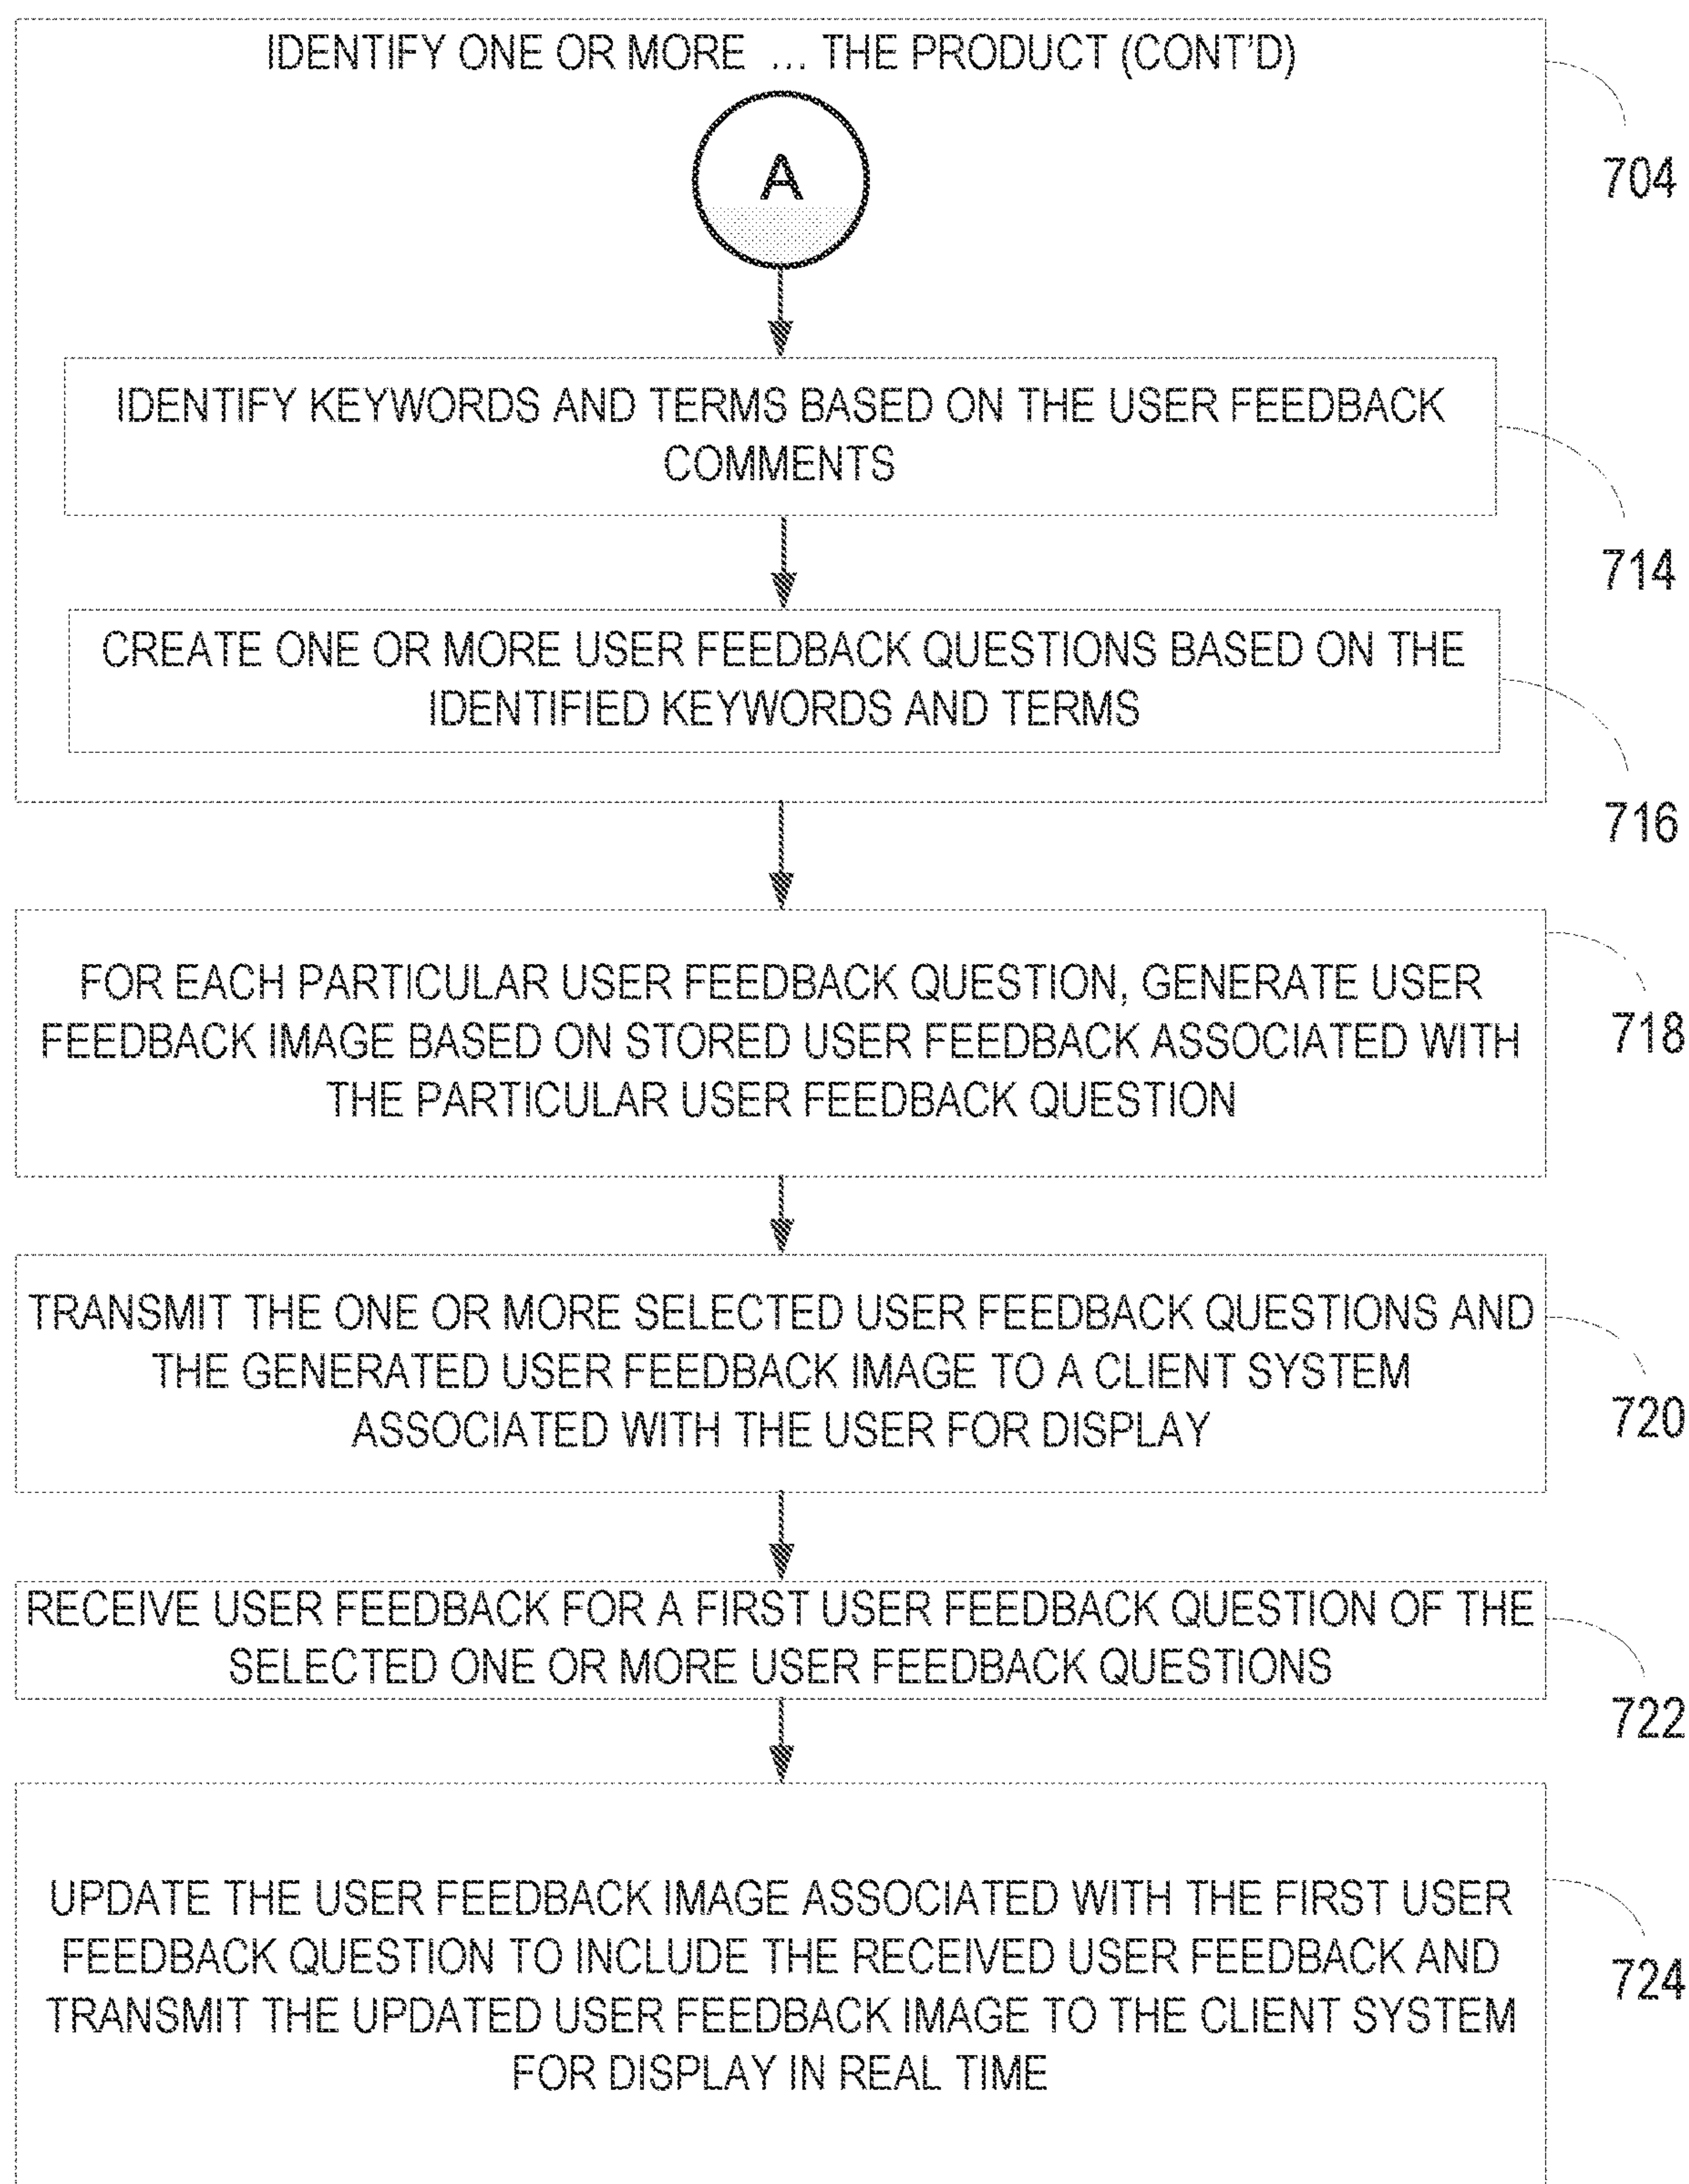 IDENTIFY ONE OR MORE ... THE PRODUCT (CONT'D)
A
704
IDENTIFY KEYWORDS AND TERMS BASED ON THE USER FEEDBACK
COMMENTS
714
CREATE ONE OR MORE USER FEEDBACK QUESTIONS BASED ON THE
IDENTIFIED KEYWORDS AND TERMS
716
FOR EACH PARTICULAR USER FEEDBACK QUESTION, GENERATE USER
FEEDBACK IMAGE BASED ON STORED USER FEEDBACK ASSOCIATED WITH
THE PARTICULAR USER FEEDBACK QUESTION
718
TRANSMIT THE ONE OR MORE SELECTED USER FEEDBACK QUESTIONS AND
THE GENERATED USER FEEDBACK IMAGE TO A CLIENT SYSTEM
ASSOCIATED WITH THE USER FOR DISPLAY
720
RECEIVE USER FEEDBACK FOR A FIRST USER FEEDBACK QUESTION OF THE
SELECTED ONE OR MORE USER FEEDBACK QUESTIONS
722
UPDATE THE USER FEEDBACK IMAGE ASSOCIATED WITH THE FIRST USER
FEEDBACK QUESTION TO INCLUDE THE RECEIVED USER FEEDBACK AND
TRANSMIT THE UPDATED USER FEEDBACK IMAGE TO THE CLIENT SYSTEM
FOR DISPLAY IN REAL TIME
724